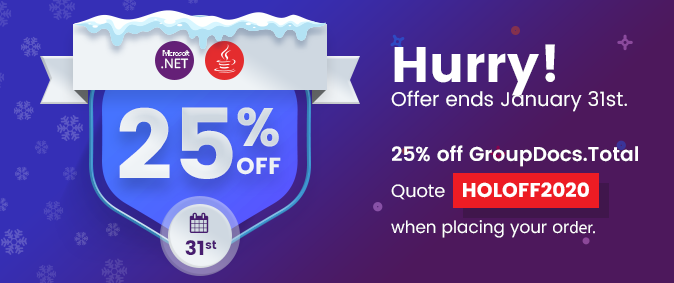 Microsoft
.NET
25%
OFF
31st
Hurry!
Offer ends January 31st.
25% off GroupDocs.Total
Quote HOLOFF2020
when placing your order.